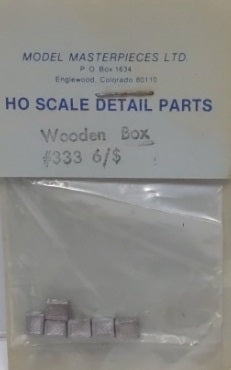 MODEL MASTERPIECES LTD.
P O Box 1634
Englewood, Colorado 80110
HO SCALE DETAIL PARTS
Wooden Box
#333 6/$